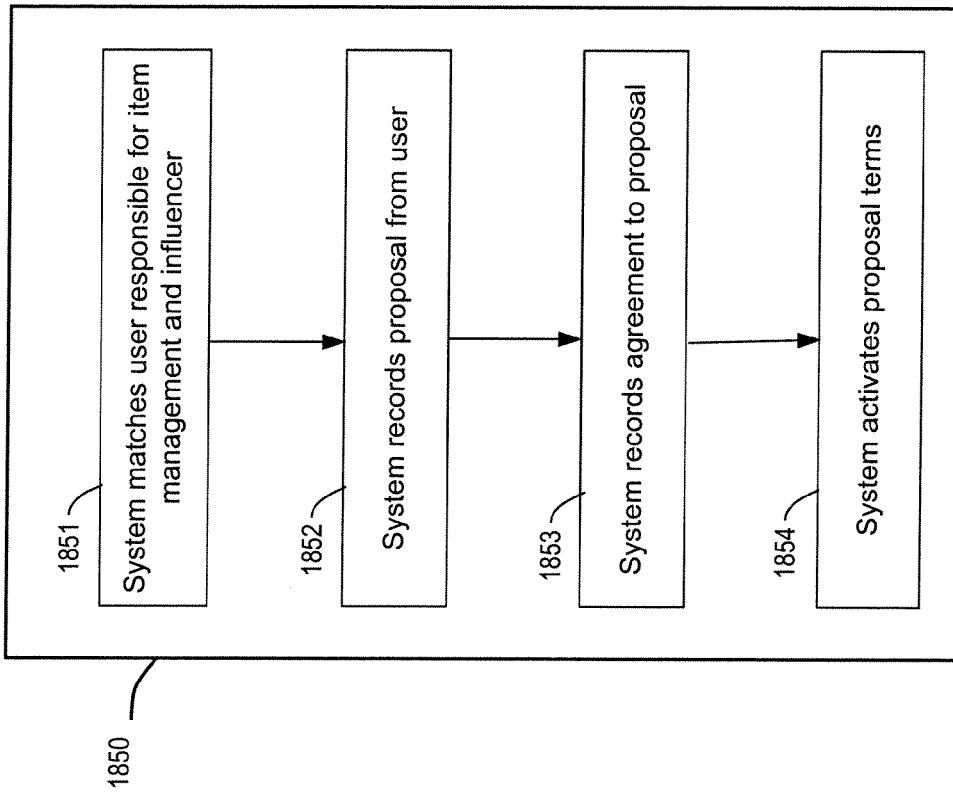 1850
1851
System matches user responsible for item
management and influencer
1852
System records proposal from user
1853
System records agreement to proposal
1854
System activates proposal terms